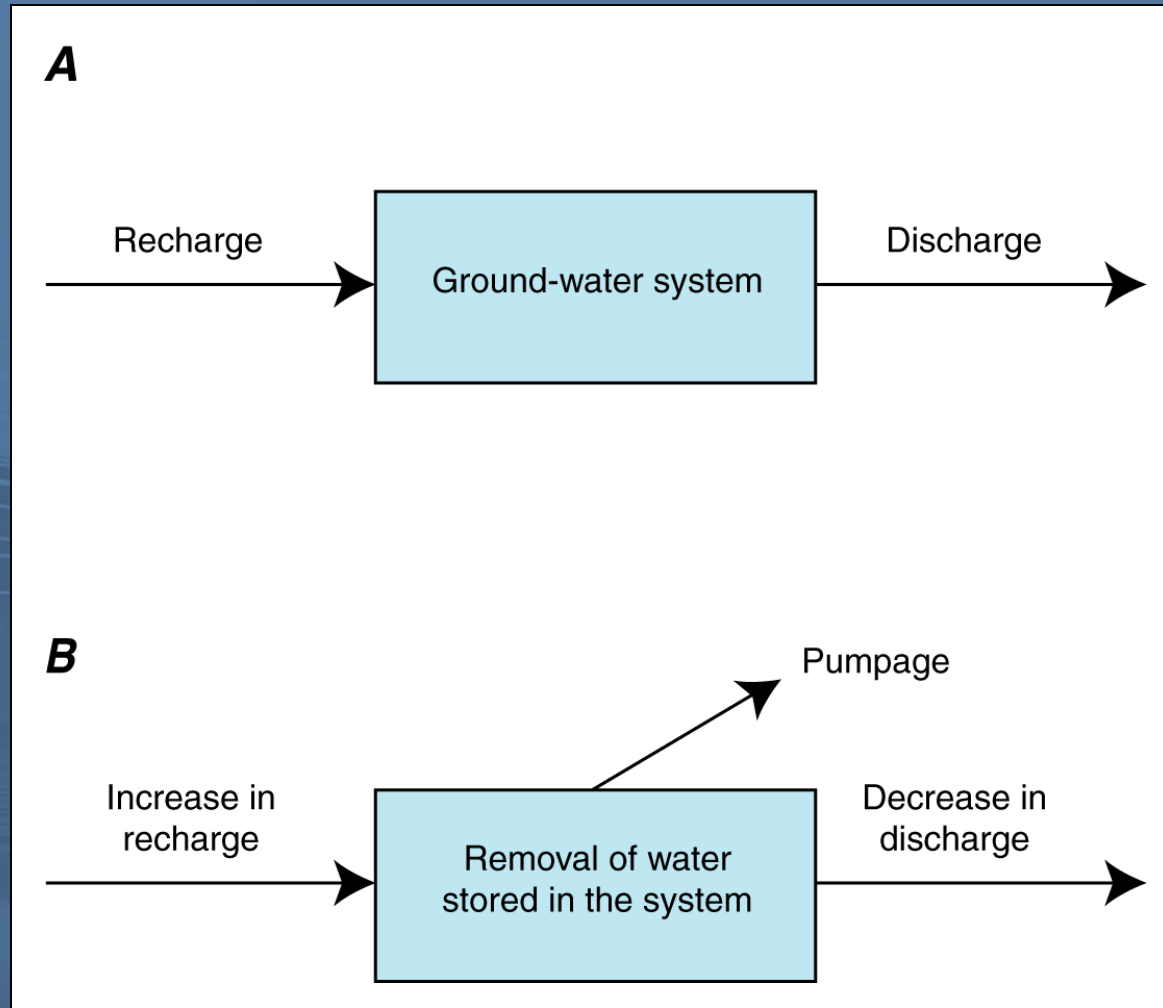 A
Recharge
Ground-water system
Discharge
B
Pumpage
Increase in
recharge
Removal of water
stored in the system
Decrease in
discharge